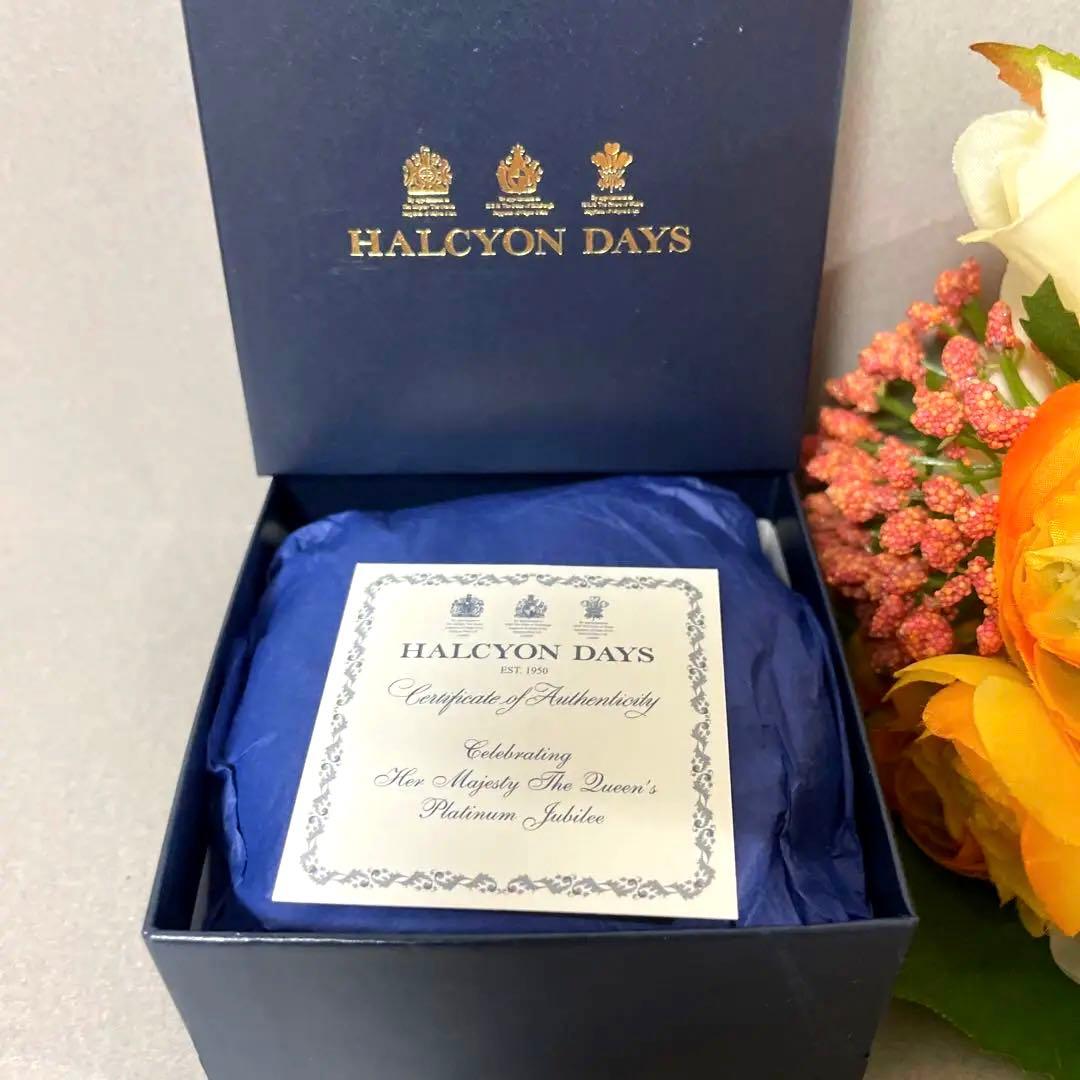 HALCYON DAYS
HALCYON DAYS
EST. 1950
Certificate of Authenticity
Celebrating
Her Majesty The Queen's
Platinum Jubilee